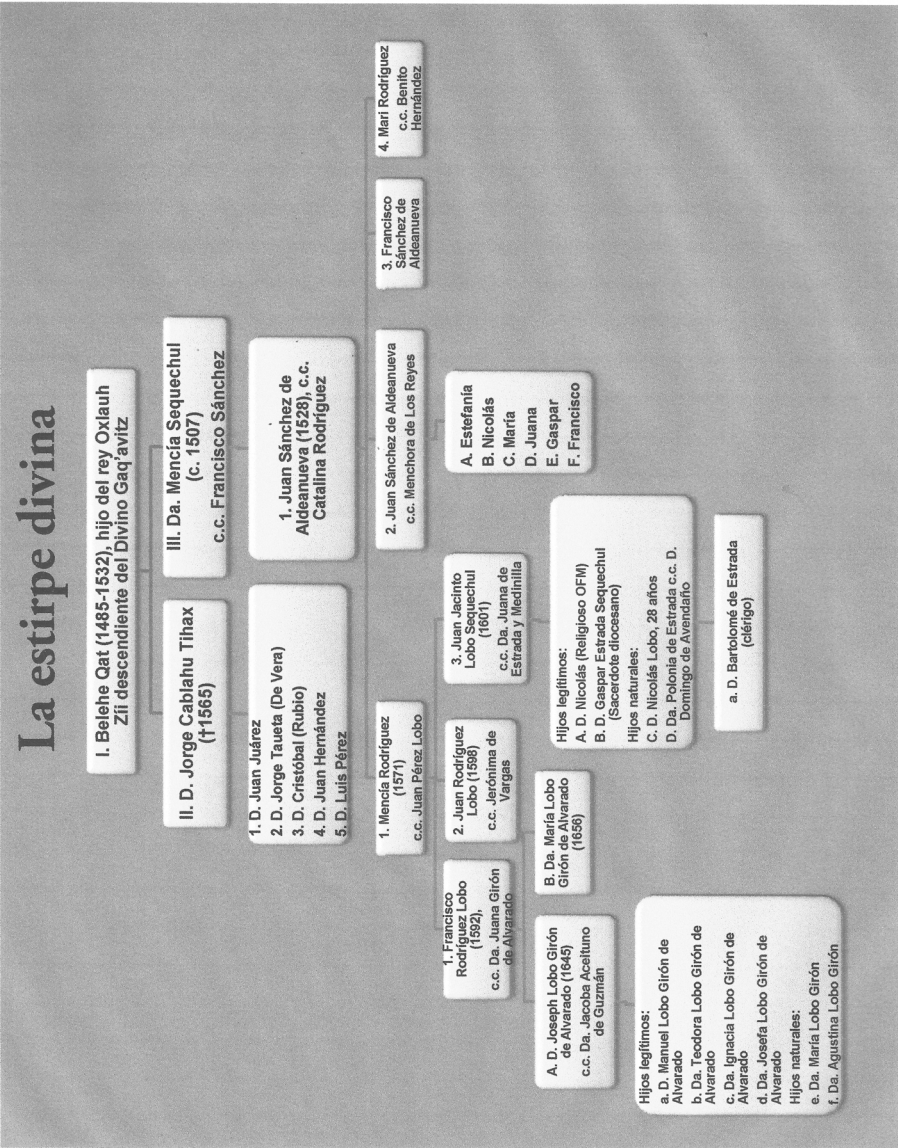 La estirpe divina
I. Belehe Qat (1485-1532), hijo del rey Oxlauh
Zíi descendiente del Divino Gaq'avitz
II. D. Jorge Cablahu Tihax
(†1565)
III. Da. Mencía Sequechul
(c. 1507)
c.c. Francisco Sánchez
1. D. Juan Juárez
2. D. Jorge Taueta (De Vera)
3. D. Cristóbal (Rubio)
4. D. Juan Hernández
5. D. Luis Pérez
1. Juan Sánchez de
Aldeanueva (1528), c.c.
Catalina Rodríguez
1. Mencía Rodríguez
(1571)
c.c. Juan Pérez Lobo
2. Juan Sánchez de Aldeanueva
c.c. Menchora de Los Reyes
3. Francisco
Sánchez de
Aldeanueva
4. Mari Rodríguez
c.c. Benito
Hernández
1. Francisco
Rodríguez Lobo
(1592),
c.c. Da. Juana Girón
de Alvarado
2. Juan Rodríguez
Lobo (1598)
c.c. Jerónima de
Vargas
3. Juan Jacinto
Lobo Sequechul
(1601)
c.c. Da. Juana de
Estrada y Medinilla
A. Estefanía
B. Nicolás
C. María
D. Juana
E. Gaspar
F. Francisco
A. D. Joseph Lobo Girón
de Alvarado (1645)
c.c. Da. Jacoba Aceituno
de Guzmán
B. Da. María Lobo
Girón de Alvarado
(1656)
Hijos legítimos:
A. D. Nicolás (Religioso OFM)
B. D. Gaspar Estrada Sequechul
(Sacerdote diocesano)
Hijos naturales:
C. D. Nicolás Lobo, 28 años
D. Da. Polonia de Estrada c.c. D.
Domingo de Avendaño
Hijos legítimos:
a. D. Manuel Lobo Girón de
Alvarado
b. Da. Teodora Lobo Girón de
Alvarado
c. Da. Ignacia Lobo Girón de
Alvarado
d. Da. Josefa Lobo Girón de
Alvarado
Hijos naturales:
e. Da. María Lobo Girón
f. Da. Agustina Lobo Girón
a. D. Bartolomé de Estrada
(clérigo)